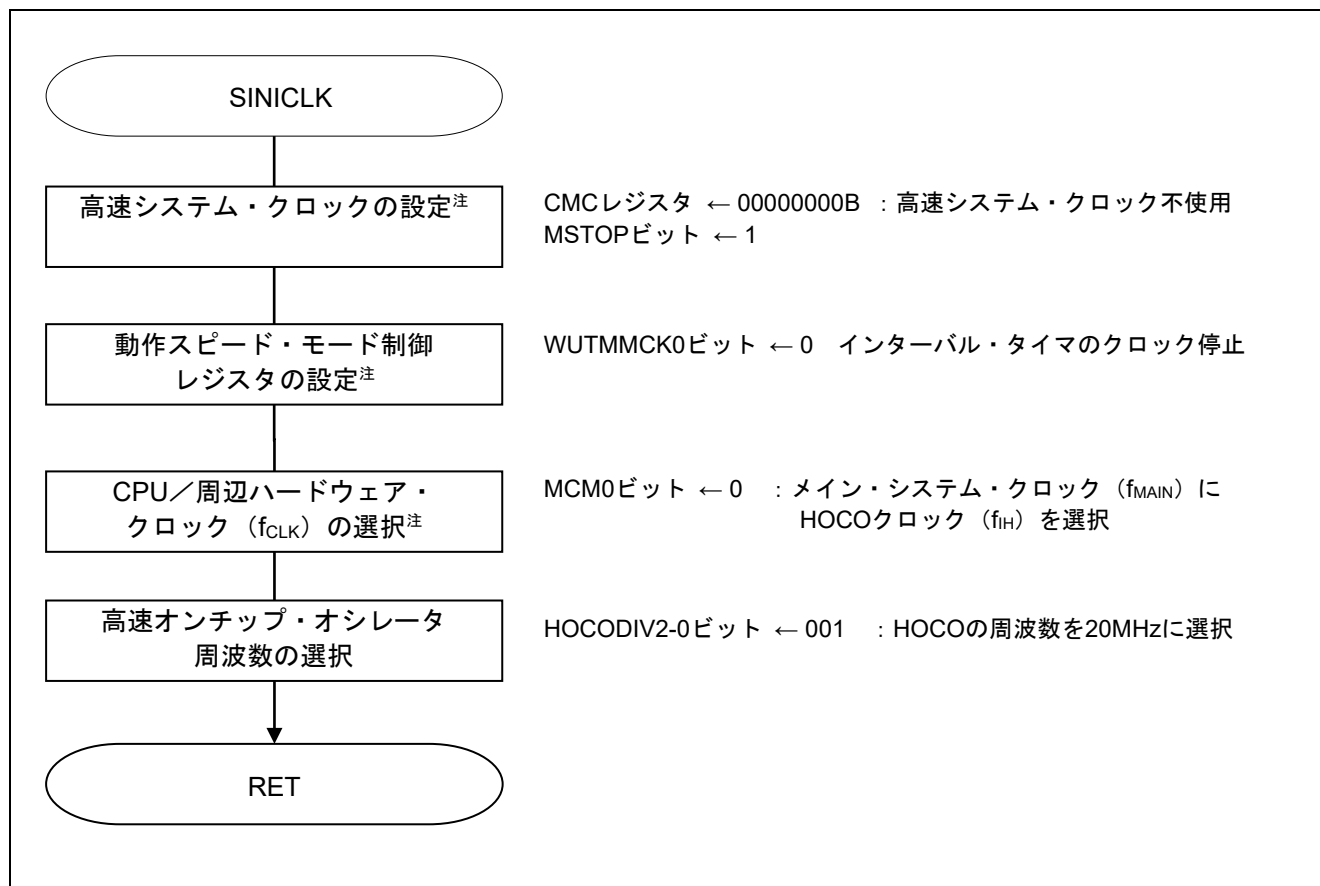 SINICLK
高速システム・クロックの設定注
CMCレジスタ ← 00000000B ：高速システム・クロック不使用
MSTOPビット ← 1
動作スピード・モード制御
レジスタの設定注
WUTMMCK0ビット ← 0 インターバル・タイマのクロック停止
CPU／周辺ハードウェア・
クロック（fCLK）の選択注
MCM0ビット ← 0 ：メイン・システム・クロック（fMAIN）に
HOCOクロック（fIH）を選択
高速オンチップ・オシレータ
周波数の選択
HOCODIV2-0ビット ← 001 ：HOCOの周波数を20MHzに選択
RET